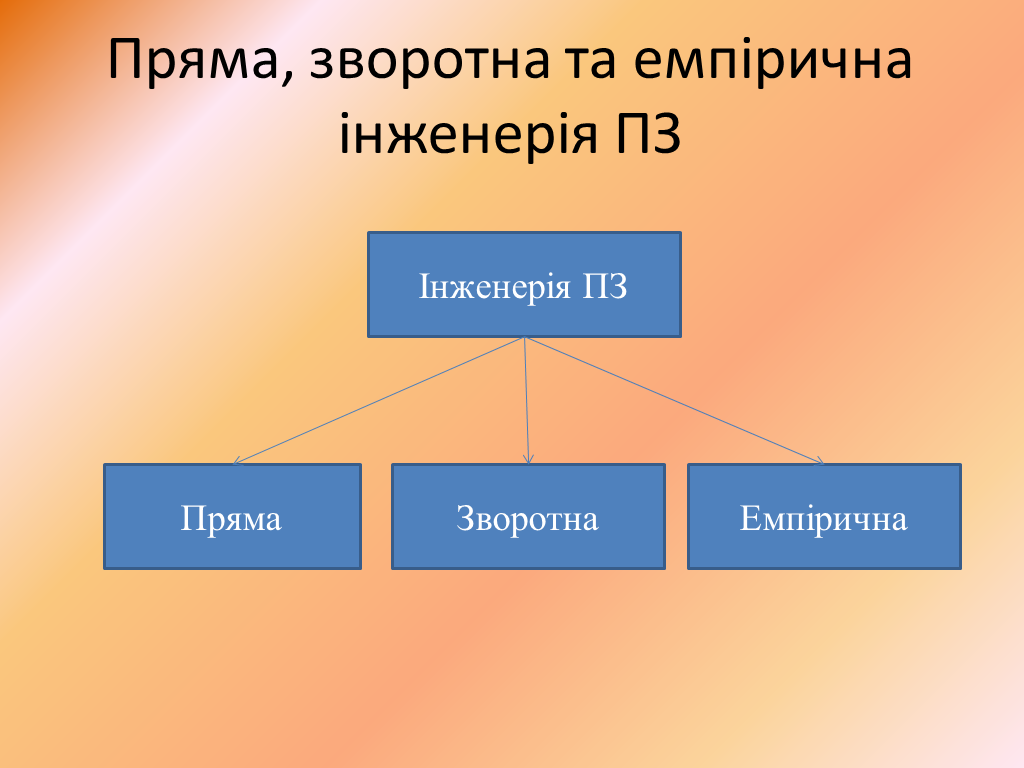 Пряма, зворотна та емпірична
інженерія ПЗ
Інженерія ПЗ
Пряма
Зворотна
Емпірична